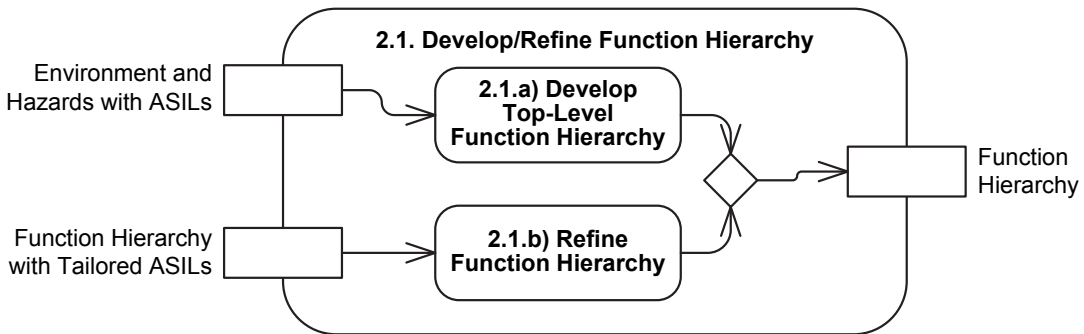 2.1. Develop/Refine Function Hierarchy
Environment and
Hazards with ASILs
2.1.a) Develop
Top-Level
Function Hierarchy
Function
Hierarchy
Function Hierarchy
with Tailored ASILs
2.1.b) Refine
Function Hierarchy